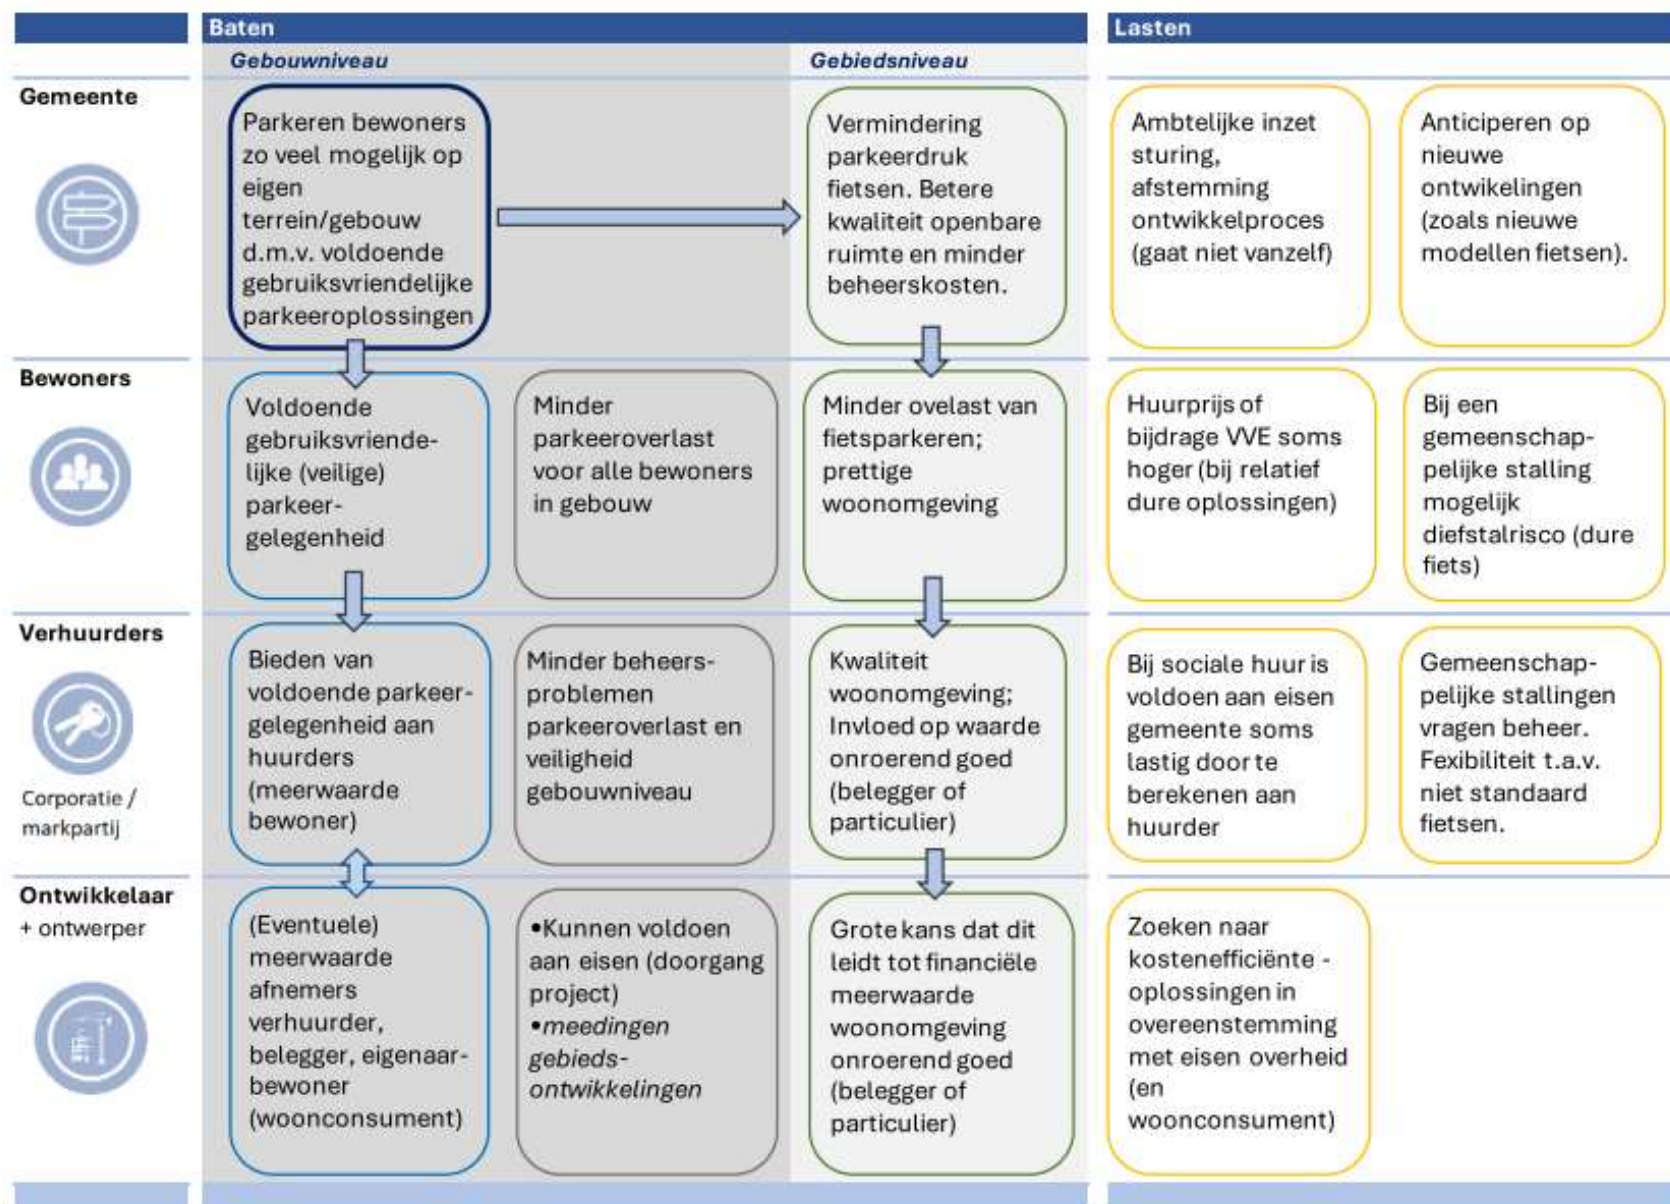 Baten
Lasten
Gebouwniveau
Gebiedsniveau
Gemeente
Parkeren bewoners
zo veel mogelijk op
eigen
terrein/gebouw
d.m.v. voldoende
gebruiksvriendelijke
parkeeroplossingen
Vermindering
parkeerdruk
fietsen. Betere
kwaliteit openbare
ruimte en minder
beheerskosten.
Ambtelijke inzet
sturing,
afstemming
ontwikkelproces
(gaat niet vanzelf)
Anticiperen op
nieuwe
ontwikelingen
(zoals nieuwe
modellen fietsen).
Bewoners
Voldoende
gebruiksvriende-
lijke (veilige)
parkeer-
gelegenheid
Minder
parkeeroverlast
voor alle bewoners
in gebouw
Minder ovelast van
fietsparkeren;
prettige
woonomgeving
Huurprijs of
bijdrage VVE soms
hoger (bij relatief
dure oplossingen)
Bij een
gemeenschap-
pelijke stalling
mogelijk
diefstalrisco (dure
fiets)
Verhuurders
Corporatie /
markpartij
Bieden van
voldoende parkeer-
gelegenheid aan
huurders
(meerwaarde
bewoner)
Minder beheers-
problemen
parkeeroverlast en
veiligheid
gebouwniveau
Kwaliteit
woonomgeving;
Invloed op waarde
onroerend goed
(belegger of
particulier)
Bij sociale huur is
voldoen aan eisen
gemeente soms
lastig door te
berekenen aan
huurder
Gemeenschap-
pelijke stallingen
vragen beheer.
Fexibiliteit t.a.v.
niet standaard
fietsen.
Ontwikkelaar
+ ontwerper
(Eventuele)
meerwaarde
afnemers
verhuurder,
belegger, eigenaar-
bewoner
(woonconsument)
•Kunnen voldoen
aan eisen (doorgang
project)
•meedingen
gebieds-
ontwikkelingen
Grote kans dat dit
leidt tot financiële
meerwaarde
woonomgeving
onroerend goed
(belegger of
particulier)
Zoeken naar
kostenefficiënte -
oplossingen in
overeenstemming
met eisen overheid
(en
woonconsument)